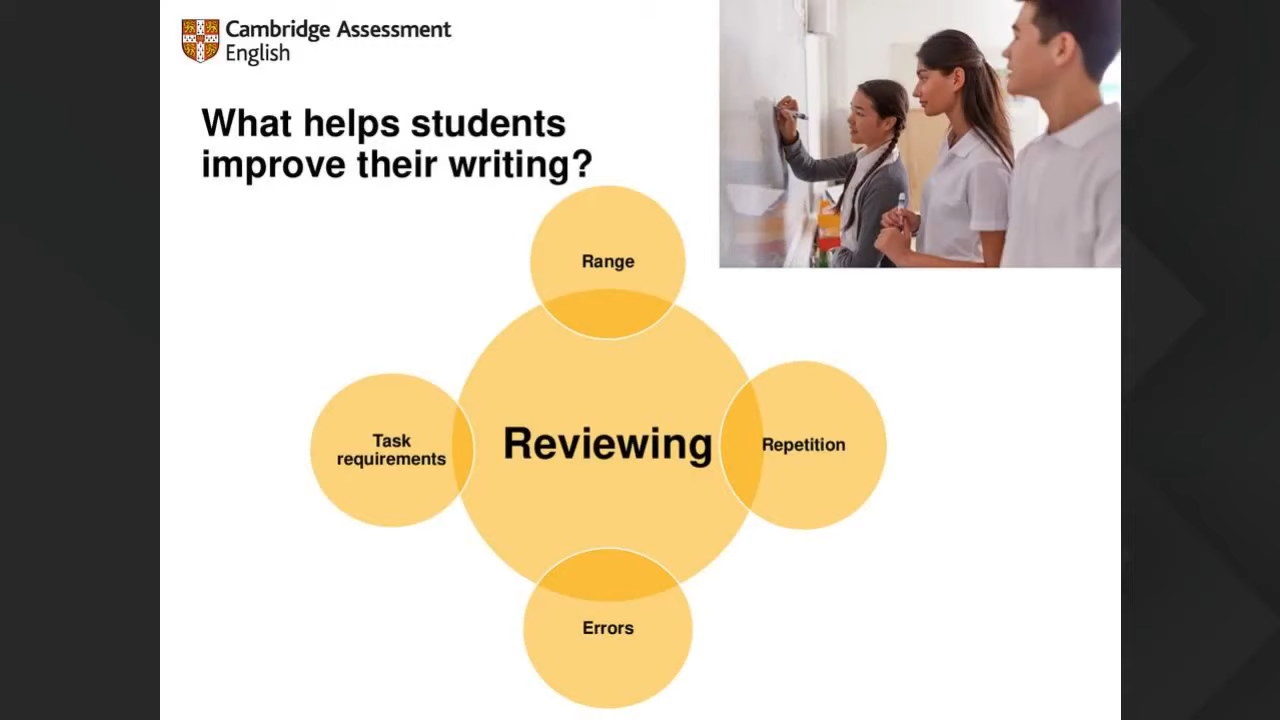 Cambridge Assessment
English
What helps students
improve their writing?
Range
Task
requirements
Reviewing
Repetition
Errors